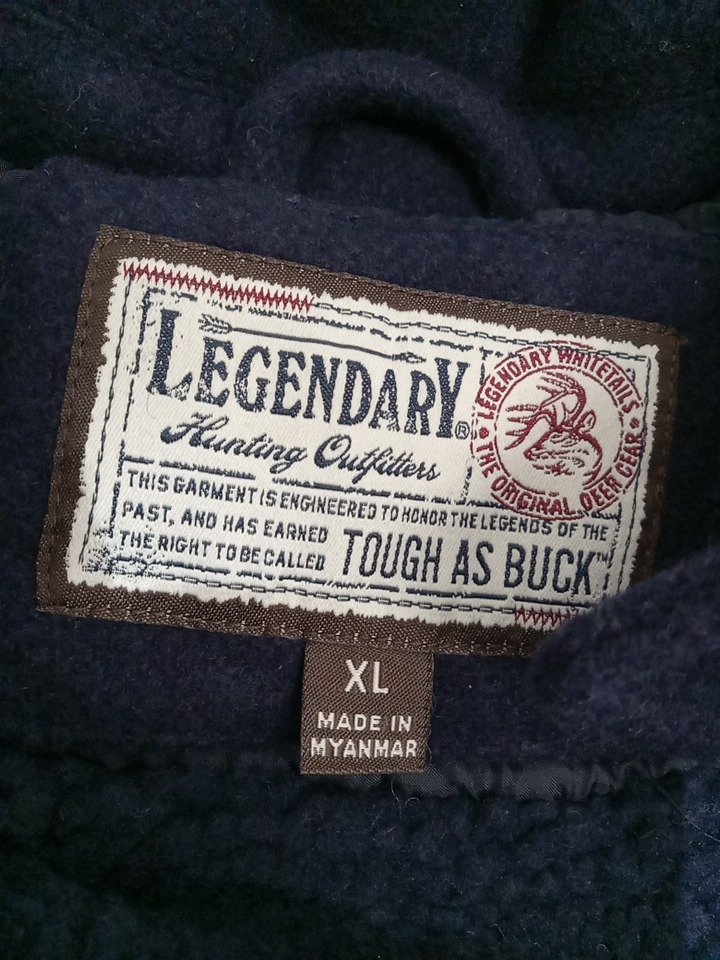 LEGENDARY®
Hunting Outfitters
LEGENDARY WHITETAILS
• THE ORIGINAL DEER GEAR •
THIS GARMENT IS ENGINEERED TO HONOR THE LEGENDS OF THE
PAST, AND HAS EARNED
THE RIGHT TO BE CALLED
TOUGH AS BUCK™
XL
MADE IN
MYANMAR